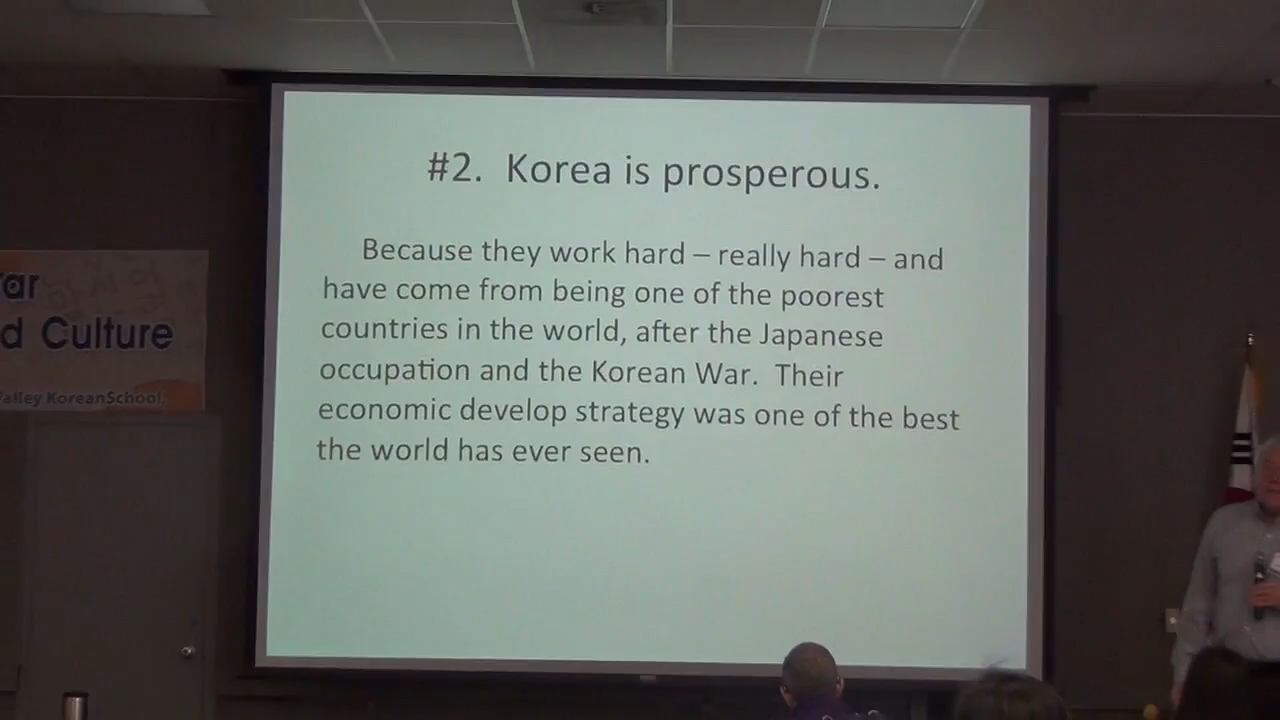 #2. Korea is prosperous.
Because they work hard – really hard – and
have come from being one of the poorest
countries in the world, after the Japanese
occupation and the Korean War. Their
economic develop strategy was one of the best
the world has ever seen.
ar
d Culture
alley KoreanSchool,